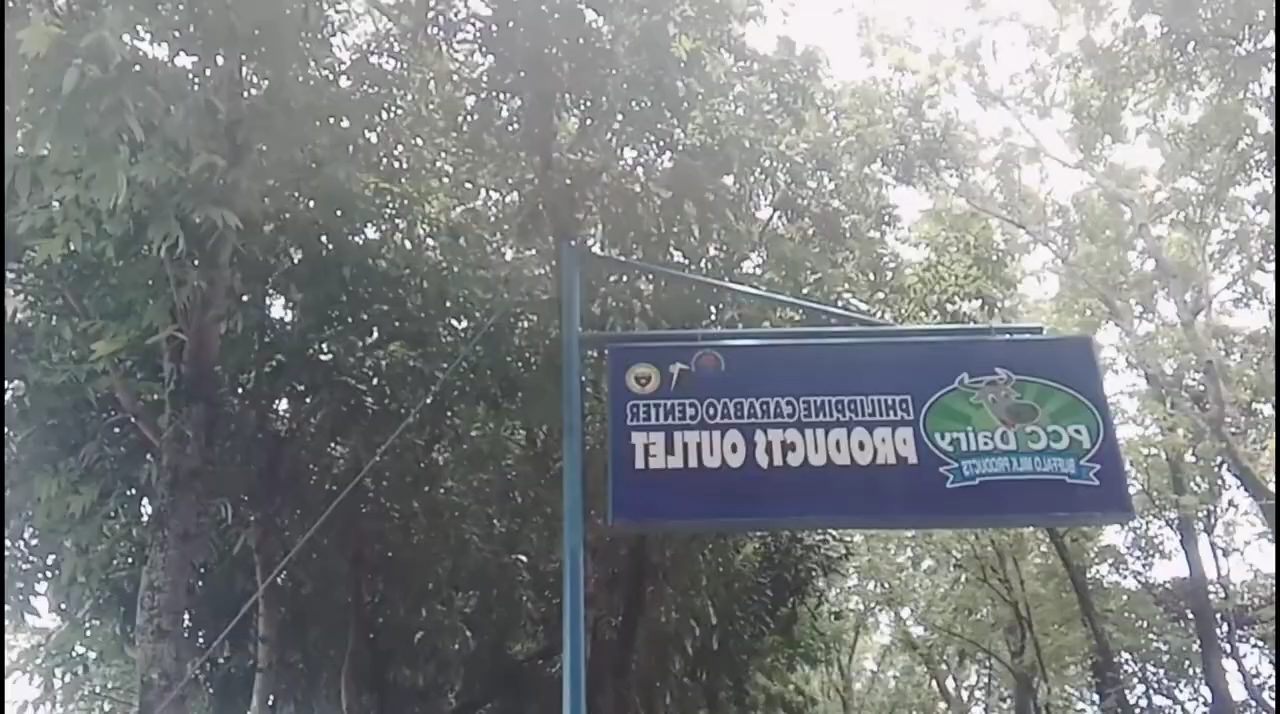 PCC Dairy
BUFFALO MILK PRODUCTS
PHILIPPINE CARABAO CENTER
PRODUCTS OUTLET